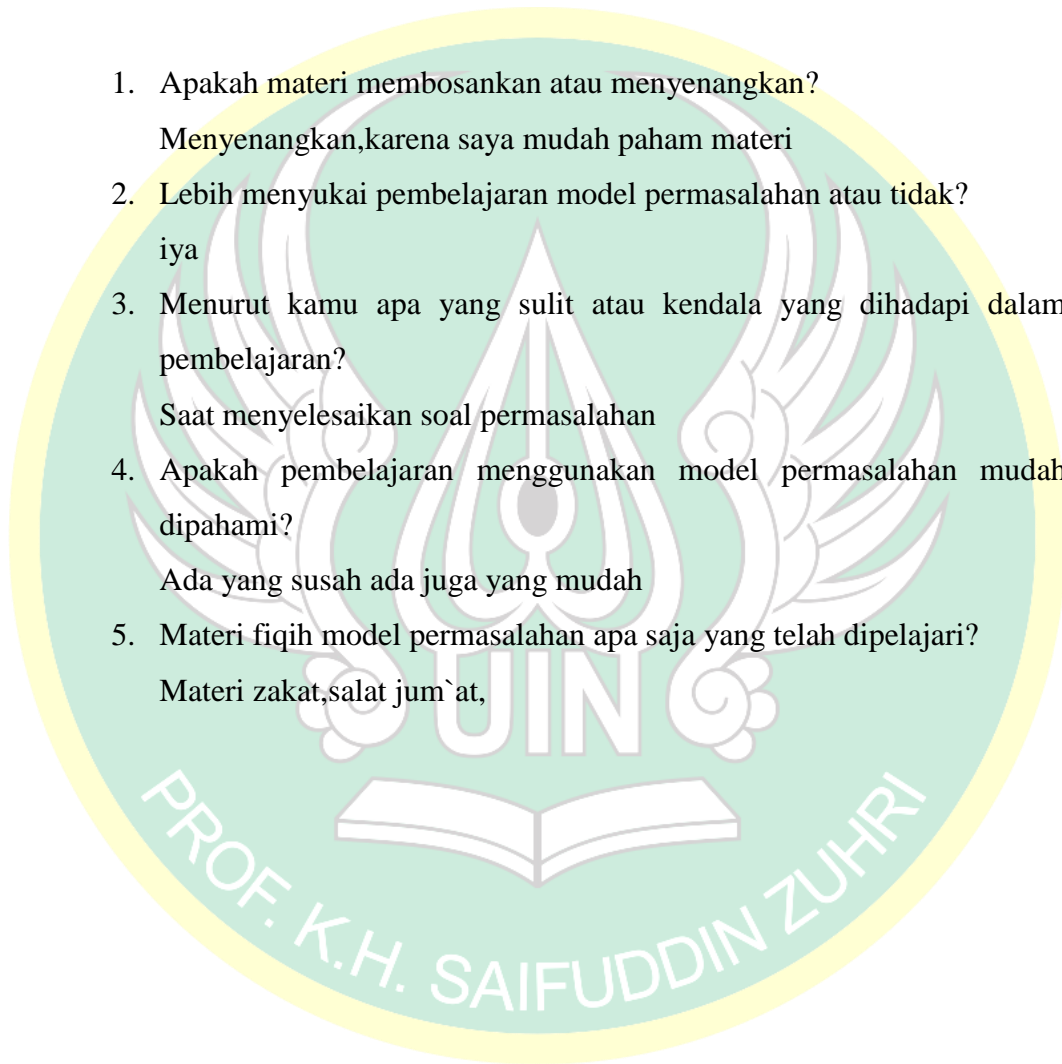 1. Apakah materi membosankan atau menyenangkan?
Menyenangkan,karena saya mudah paham materi
2. Lebih menyukai pembelajaran model permasalahan atau tidak?
iya
3. Menurut kamu apa yang sulit atau kendala yang dihadapi dalam
pembelajaran?
Saat menyelesaikan soal permasalahan
4. Apakah pembelajaran menggunakan model permasalahan mudah
dipahami?
Ada yang susah ada juga yang mudah
5. Materi fiqih model permasalahan apa saja yang telah dipelajari?
Materi zakat,salat jum`at,
UIN
PROF. K.H. SAIFUDDIN ZUHRI